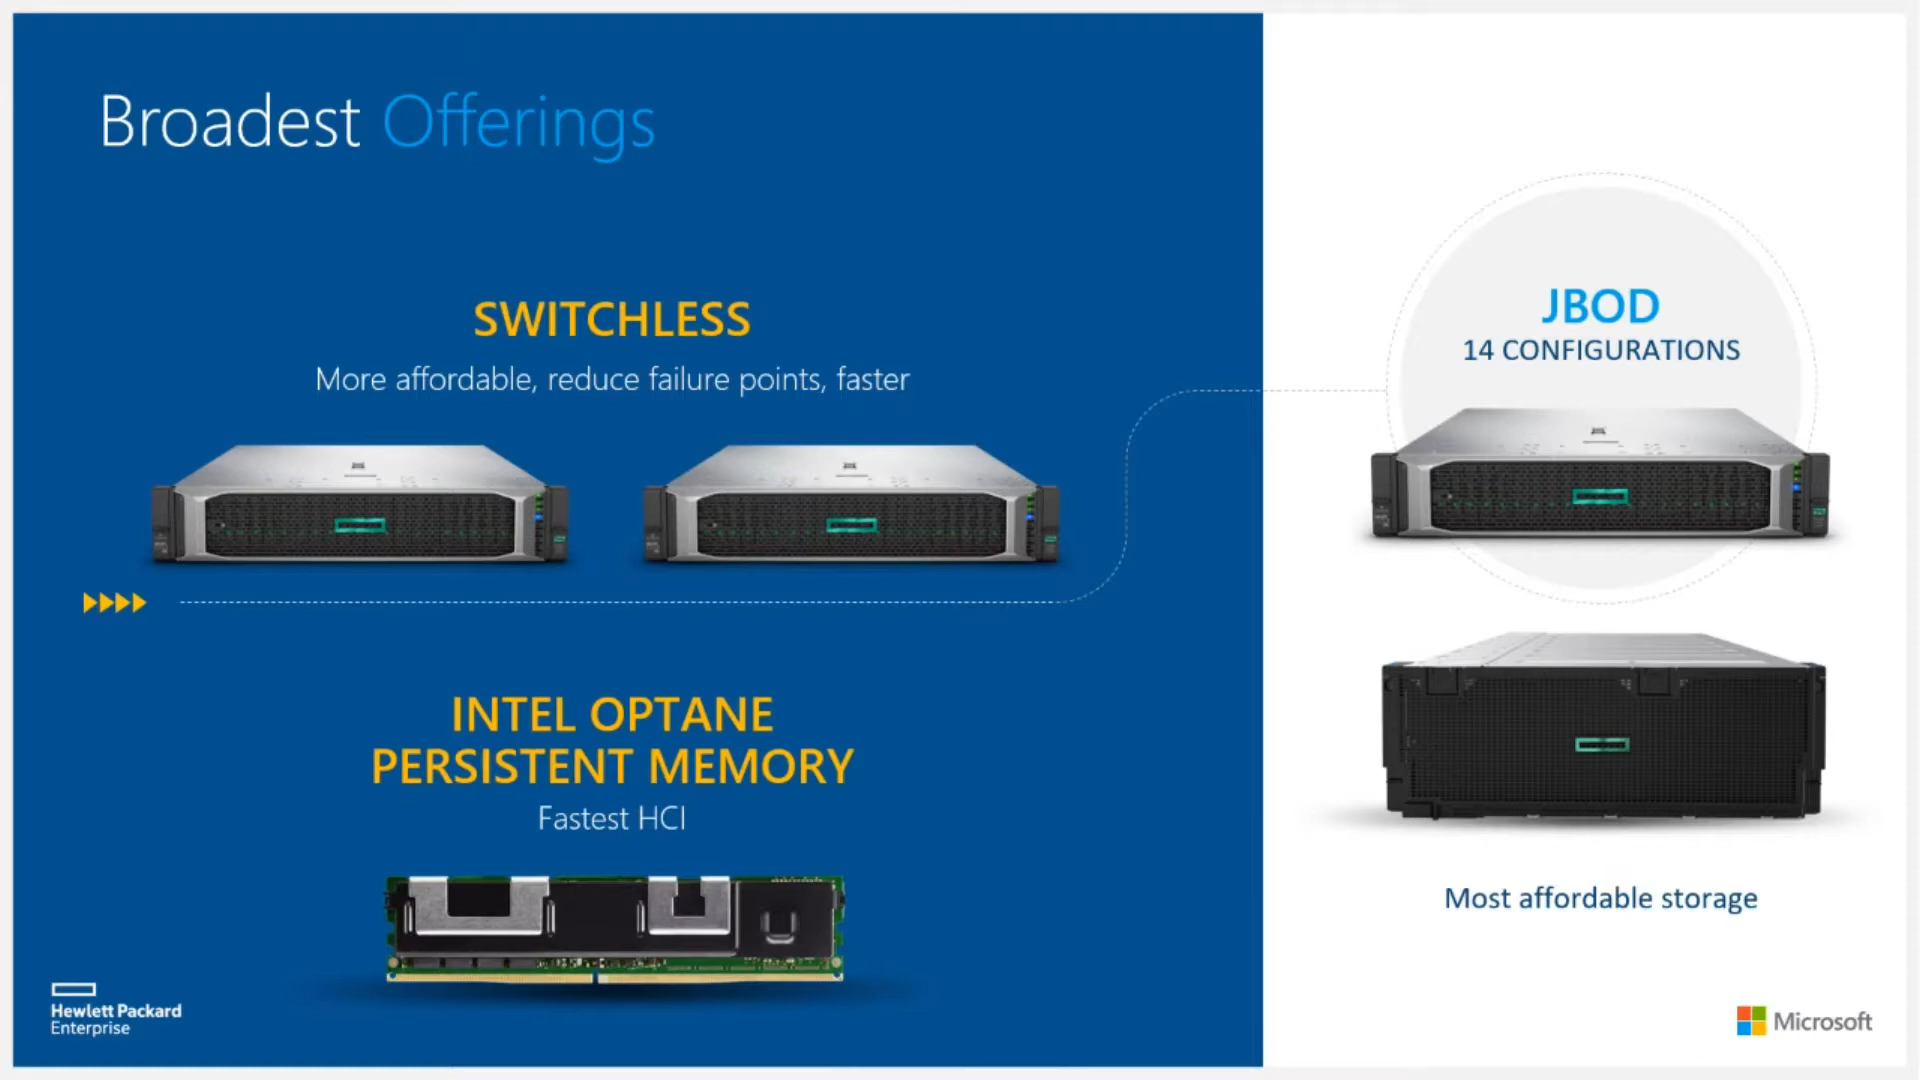 Broadest Offerings
SWITCHLESS
More affordable, reduce failure points, faster
INTEL OPTANE
PERSISTENT MEMORY
Fastest HCI
JBOD
14 CONFIGURATIONS
Most affordable storage
Hewlett Packard
Enterprise
Microsoft